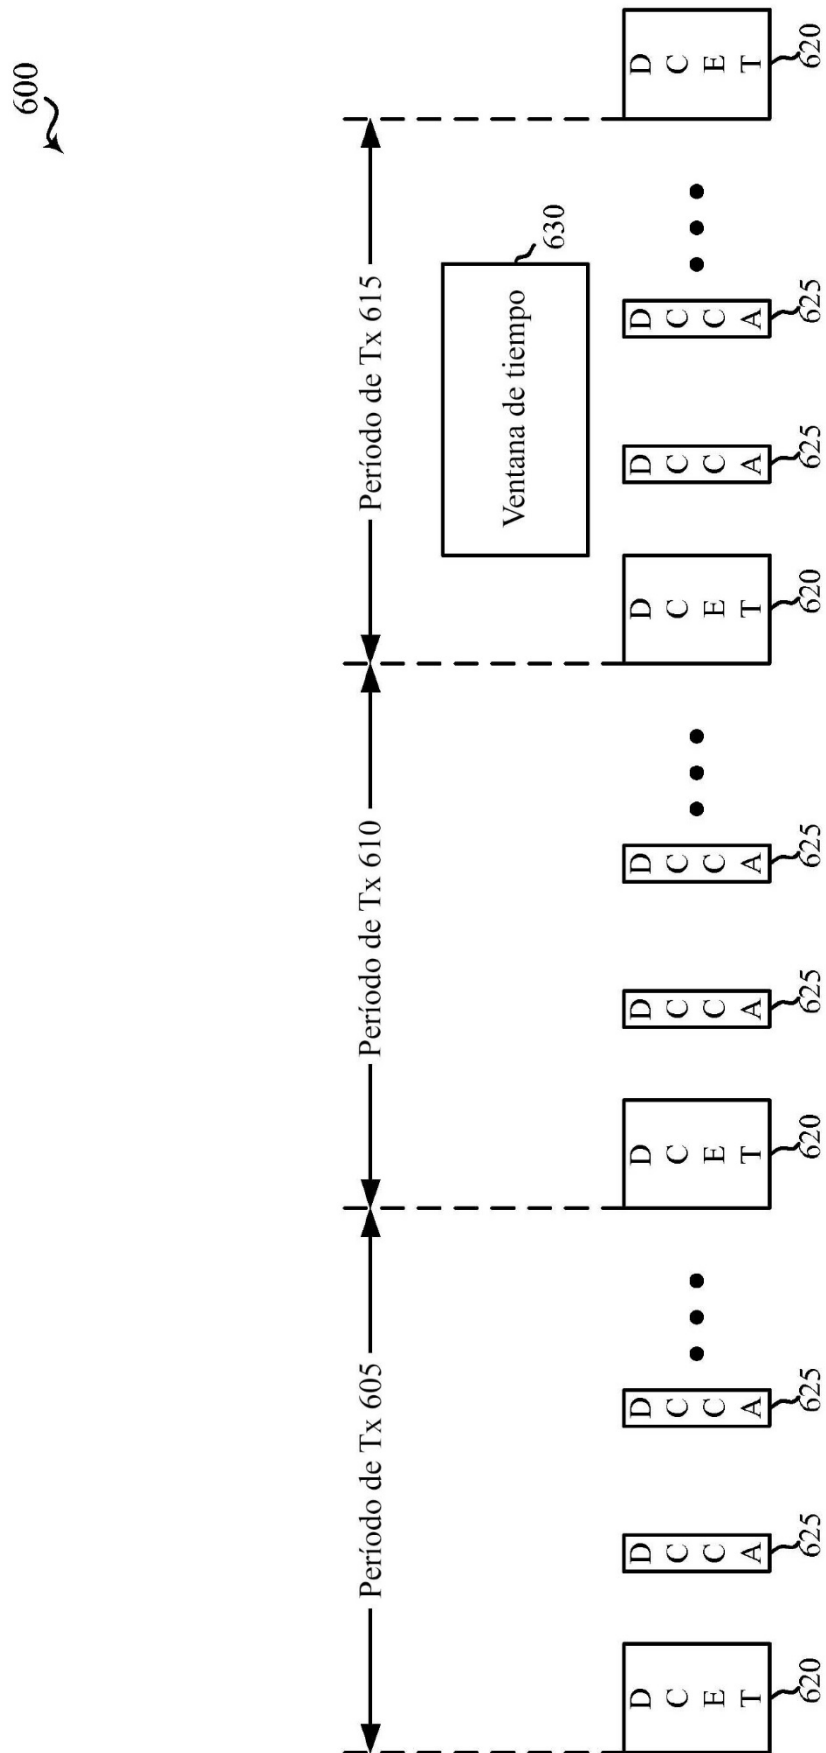 600
Período de Tx 605
Período de Tx 610
Período de Tx 615
Ventana de tiempo
630
DCET
DCCA
DCCA
DCET
DCCA
DCCA
DCET
DCCA
DCCA
DCET
620
625
625
620
625
625
620
625
625
620